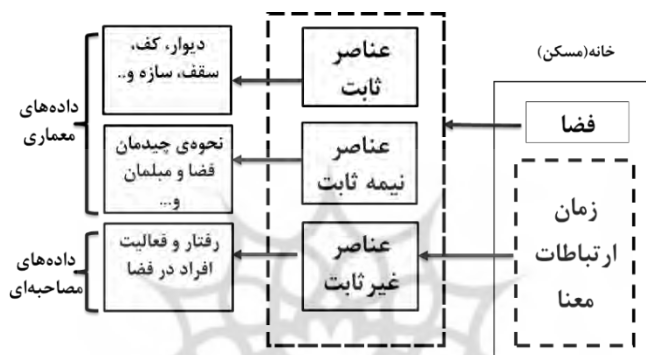 خانه(مسکن)
فضا
زمان
ارتباطات
معنا
عناصر
ثابت
عناصر
نیمه ثابت
عناصر
غیرثابت
دیوار، کف،
سقف، سازه و..
نحوه‌ی چیدمان
فضا و مبلمان
و...
رفتار و فعالیت
افراد در فضا
داده‌های
معماری
داده‌های
مصاحبه‌ای